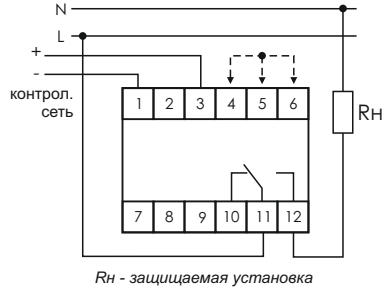 N
L
+
-
контрол.
сеть
1 2 3 4 5 6
Rн
7 8 9 10 11 12
Rн - защищаемая установка